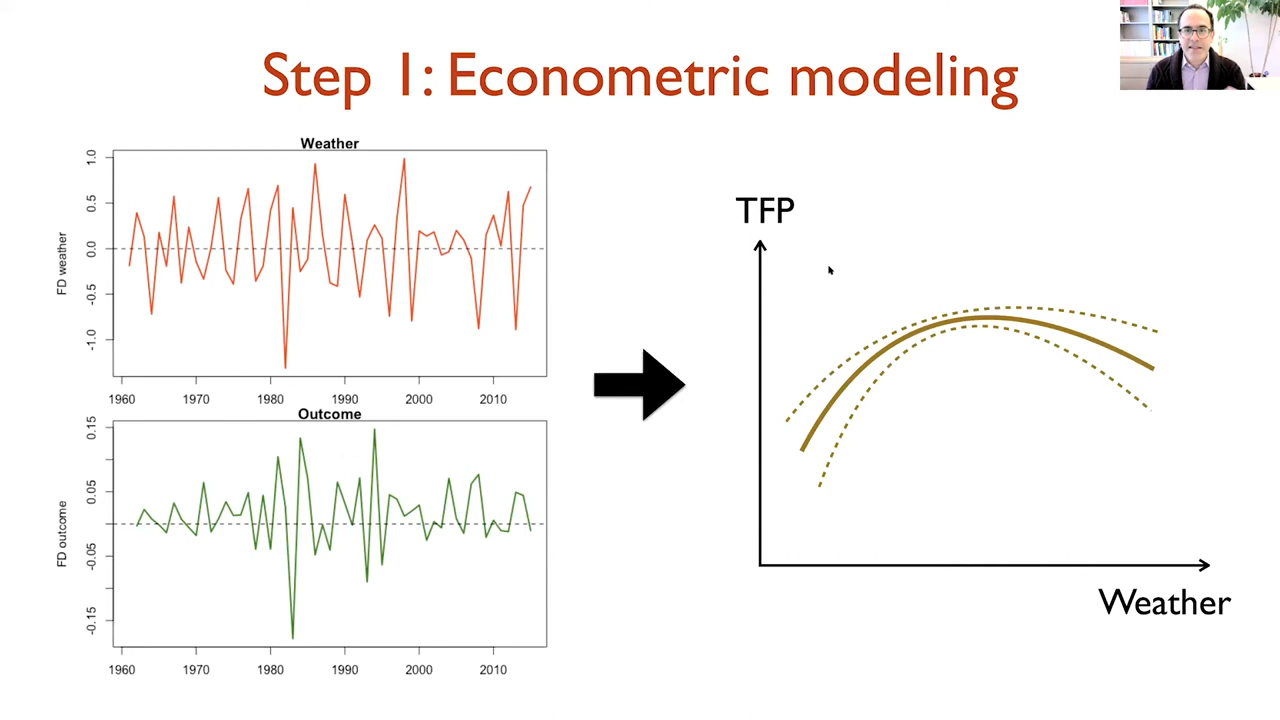 Step 1: Econometric modeling
Weather
FD weather
1.0
0.5
0.0
-0.5
-1.0
1960 1970 1980 1990 2000 2010
Outcome
FD outcome
0.15
0.05
-0.05
-0.15
1960 1970 1980 1990 2000 2010
TFP
Weather